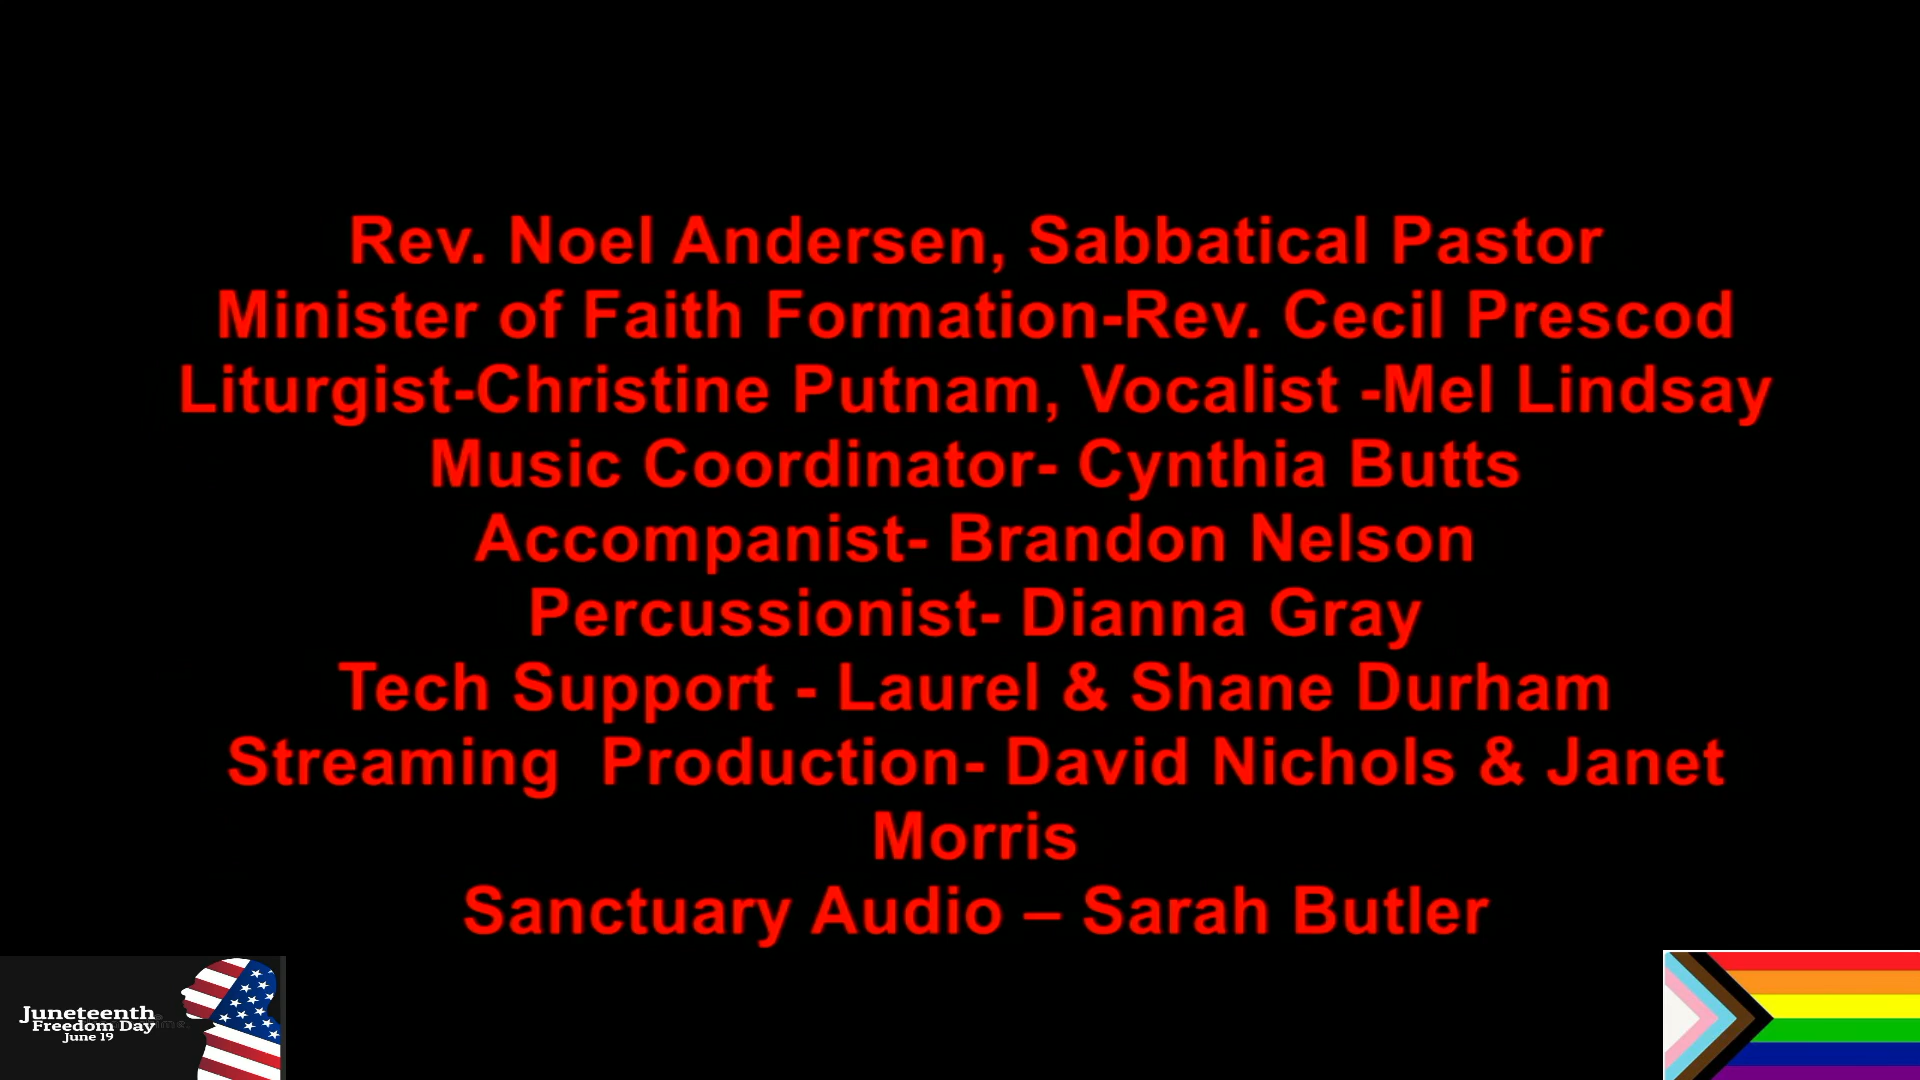 Rev. Noel Andersen, Sabbatical Pastor
Minister of Faith Formation-Rev. Cecil Prescod
Liturgist-Christine Putnam, Vocalist -Mel Lindsay
Music Coordinator- Cynthia Butts
Accompanist- Brandon Nelson
Percussionist- Dianna Gray
Tech Support - Laurel & Shane Durham
Streaming  Production- David Nichols & Janet
Morris
Sanctuary Audio – Sarah Butler
Juneteenth
Freedom Day
June 19